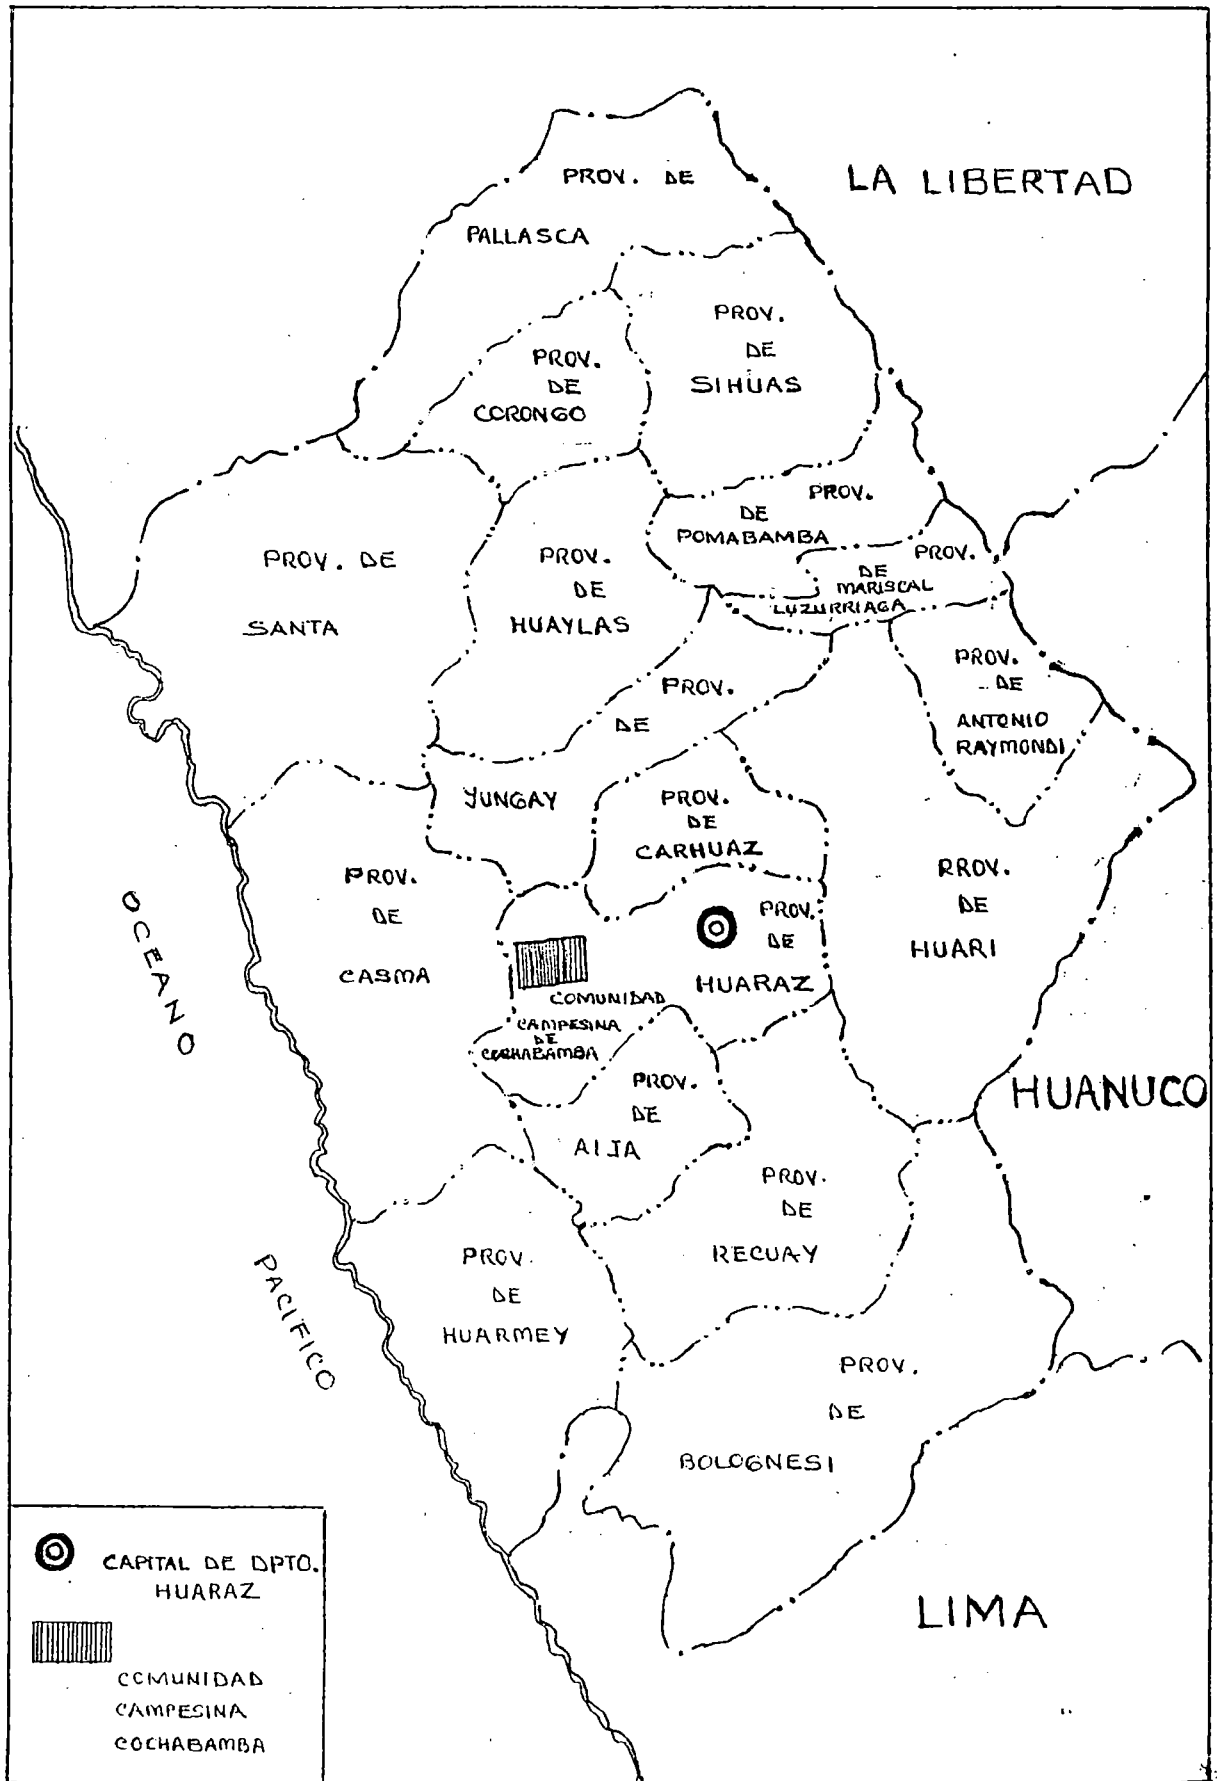 LA LIBERTAD
PROV. DE
PALLASCA
PROV.
DE
SIHUAS
PROV.
DE
CORONGO
PROV.
DE
POMABAMBA
PROV.
DE
MARISCAL
LUZURRIAGA
PROV. DE
SANTA
PROV.
DE
HUAYLAS
PROV.
DE
ANTONIO
RAYMONDI
PROV.
DE
YUNGAY
PROV.
DE
CARHUAZ
RROV.
DE
HUARI
PROV.
DE
CASMA
PROV.
DE
HUARAZ
COMUNIDAD
CAMPESINA
DE
COCHABAMBA
OCEANO
PACIFICO
HUANUCO
PROV.
DE
AIJA
PROV.
DE
RECUAY
PROV.
DE
HUARMEY
PROV.
DE
BOLOGNESI
LIMA
CAPITAL DE DPTO.
HUARAZ
COMUNIDAD
CAMPESINA
COCHABAMBA